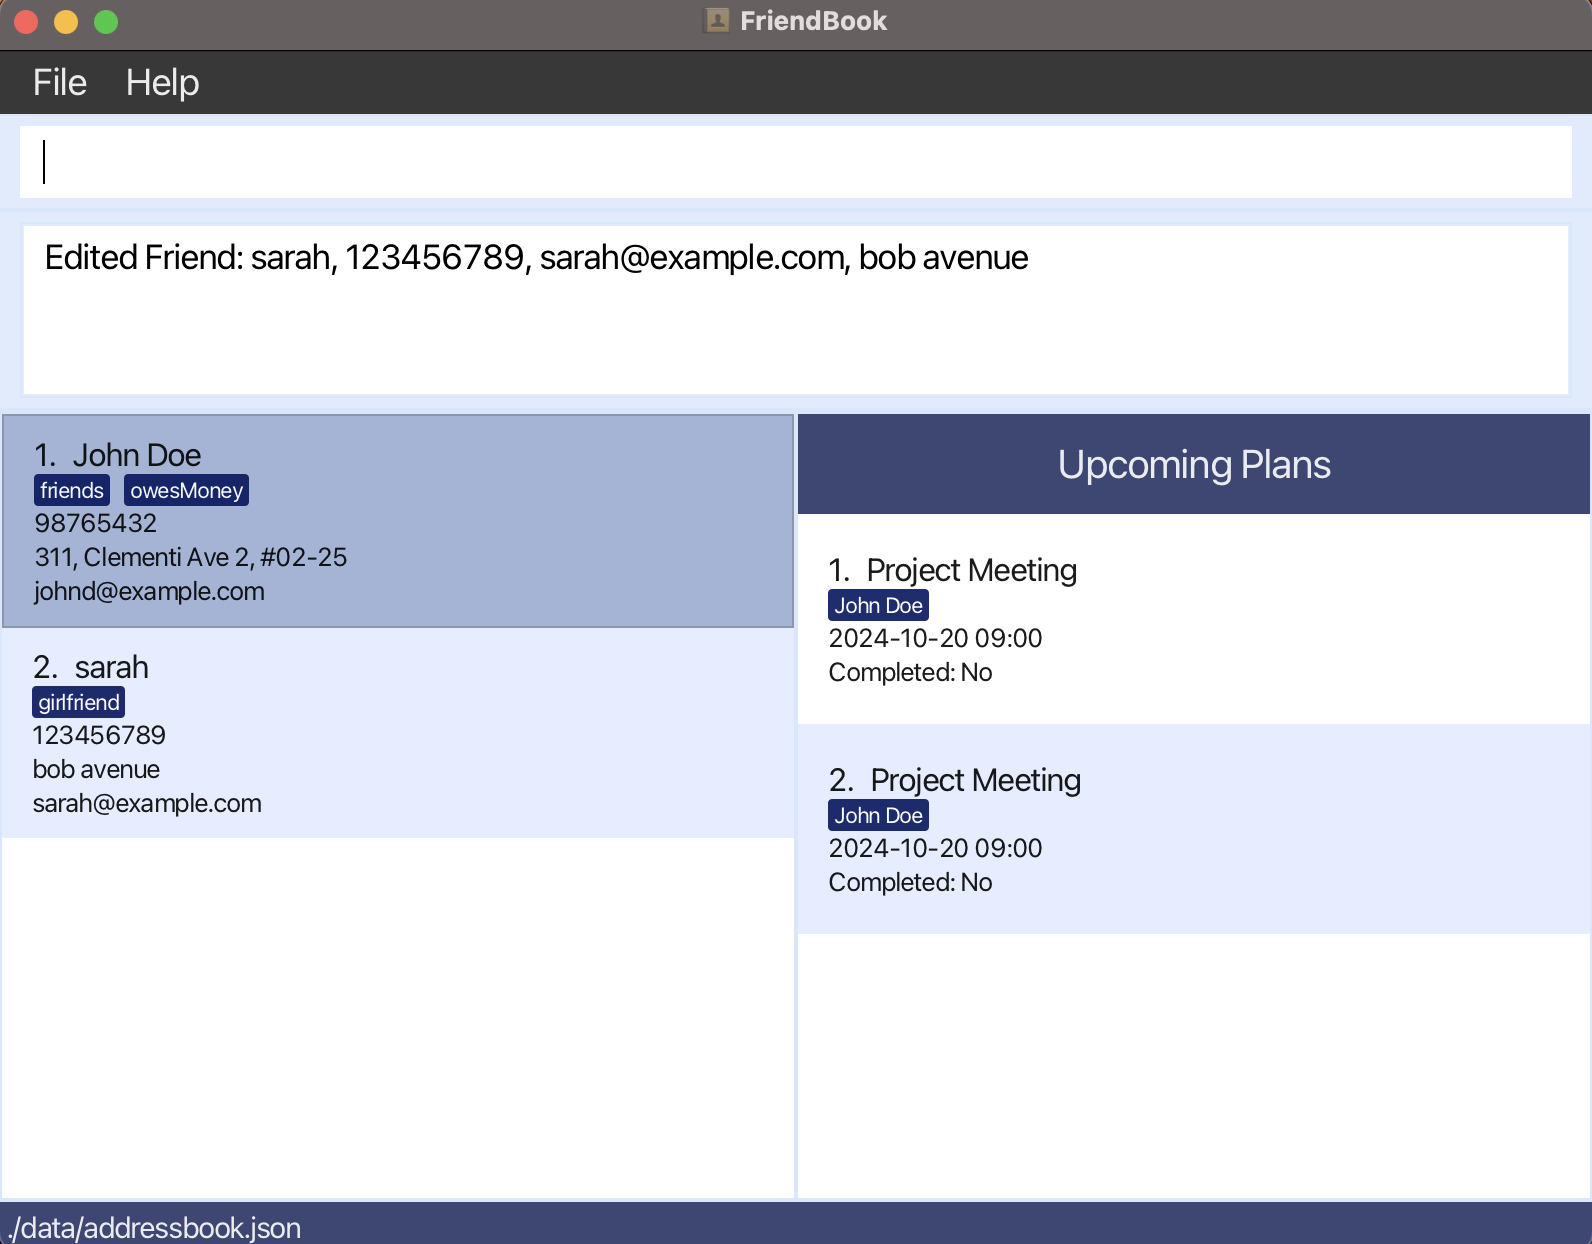 FriendBook
File Help
Edited Friend: sarah, 123456789, sarah@example.com, bob avenue
1. John Doe
friends owesMoney
98765432
311, Clementi Ave 2, #02-25
johnd@example.com
2. sarah
girlfriend
123456789
bob avenue
sarah@example.com
Upcoming Plans
1. Project Meeting
John Doe
2024-10-20 09:00
Completed: No
2. Project Meeting
John Doe
2024-10-20 09:00
Completed: No
./data/addressbook.json